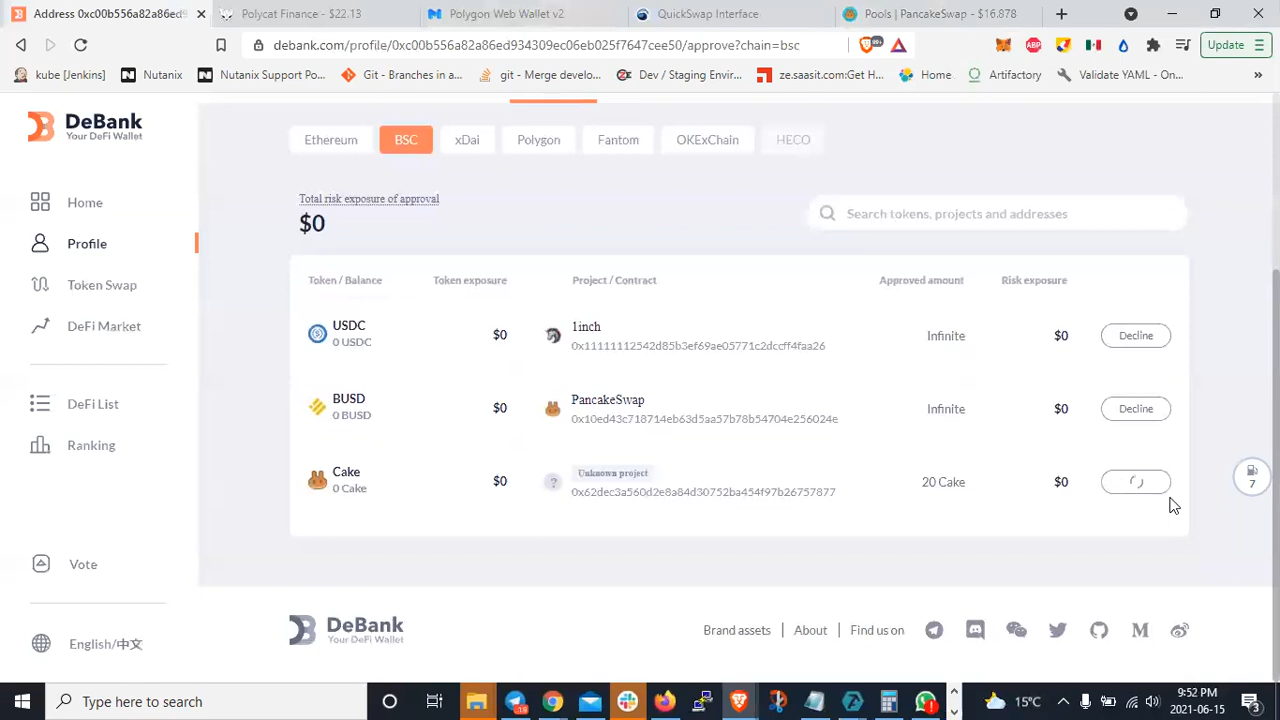 Address 0x00b556a82a86ed9
Polycat Finance - $22.13
Polygon Web Wallet v2
QuickSwap Interface
Pools | PancakeSwap - $16.878
debank.com/profile/0x00b556a82a86ed934309ec06eb025f7647cee50/approve?chain=bsc
99+
ABP
Update
kube [Jenkins]
Nutanix
Nutanix Support Po...
Git - Branches in a...
git - Merge develo...
Dev / Staging Envir...
ze.saasit.com:Get H...
Home
Artifactory
Validate YAML - On...
»
DeBank
Your DeFi Wallet
Home
Profile
Token Swap
DeFi Market
DeFi List
Ranking
Vote
English/中文
Ethereum
BSC
xDai
Polygon
Fantom
OKExChain
HECO
Total risk exposure of approval
$0
Search tokens, projects and addresses
Token / Balance
Token exposure
Project / Contract
Approved amount
Risk exposure
USDC
0 USDC
$0
1inch
0x11111112542d85b3ef69ae05771c2dccff4faa26
Infinite
$0
Decline
BUSD
0 BUSD
$0
PancakeSwap
0x10ed43c718714eb63d5aa57b78b54704e256024e
Infinite
$0
Decline
Cake
0 Cake
$0
Unknown project
0x62dec3a560d2e8a84d30752ba454f97b26757877
20 Cake
$0
7
DeBank
Your DeFi Wallet
Brand assets
About
Find us on
Type here to search
15°C
9:52 PM
2021-06-15
3